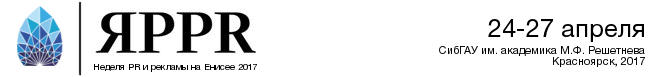 ЯPPR
Неделя PR и рекламы на Енисее 2017
24-27 апреля
СибГАУ им. академика М.Ф. Решетнева
Красноярск, 2017